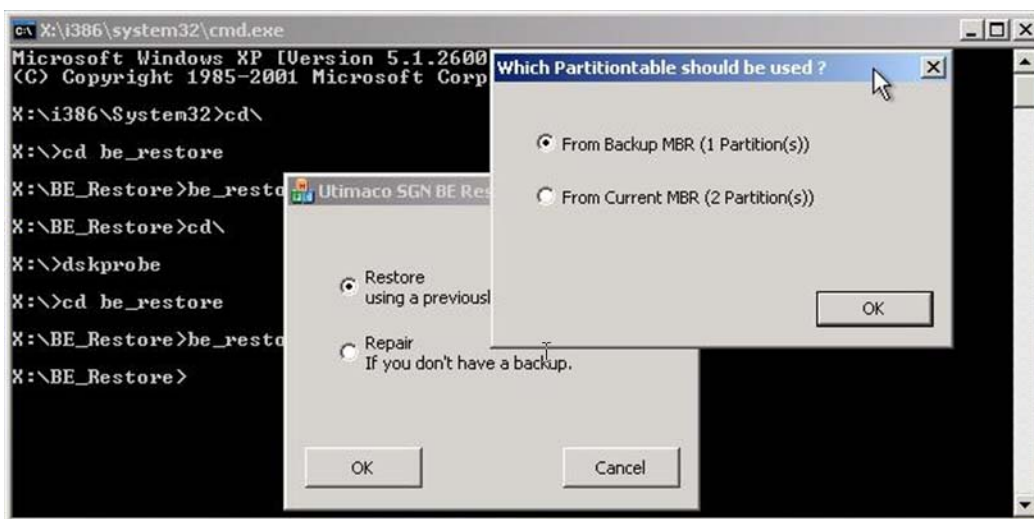 X:\i386\system32\cmd.exe
Microsoft Windows XP [Version 5.1.2600
(C) Copyright 1985-2001 Microsoft Corp
X:\i386\System32>cd\
X:\>cd be_restore
X:\BE_Restore>be_resto
X:\BE_Restore>cd\
X:\>dskprobe
X:\>cd be_restore
X:\BE_Restore>be_resto
X:\BE_Restore>
Utimaco SGN BE Res
Restore
using a previousl
Repair
If you don't have a backup.
OK
Cancel
Which Partitiontable should be used ?
From Backup MBR (1 Partition(s))
From Current MBR (2 Partition(s))
OK